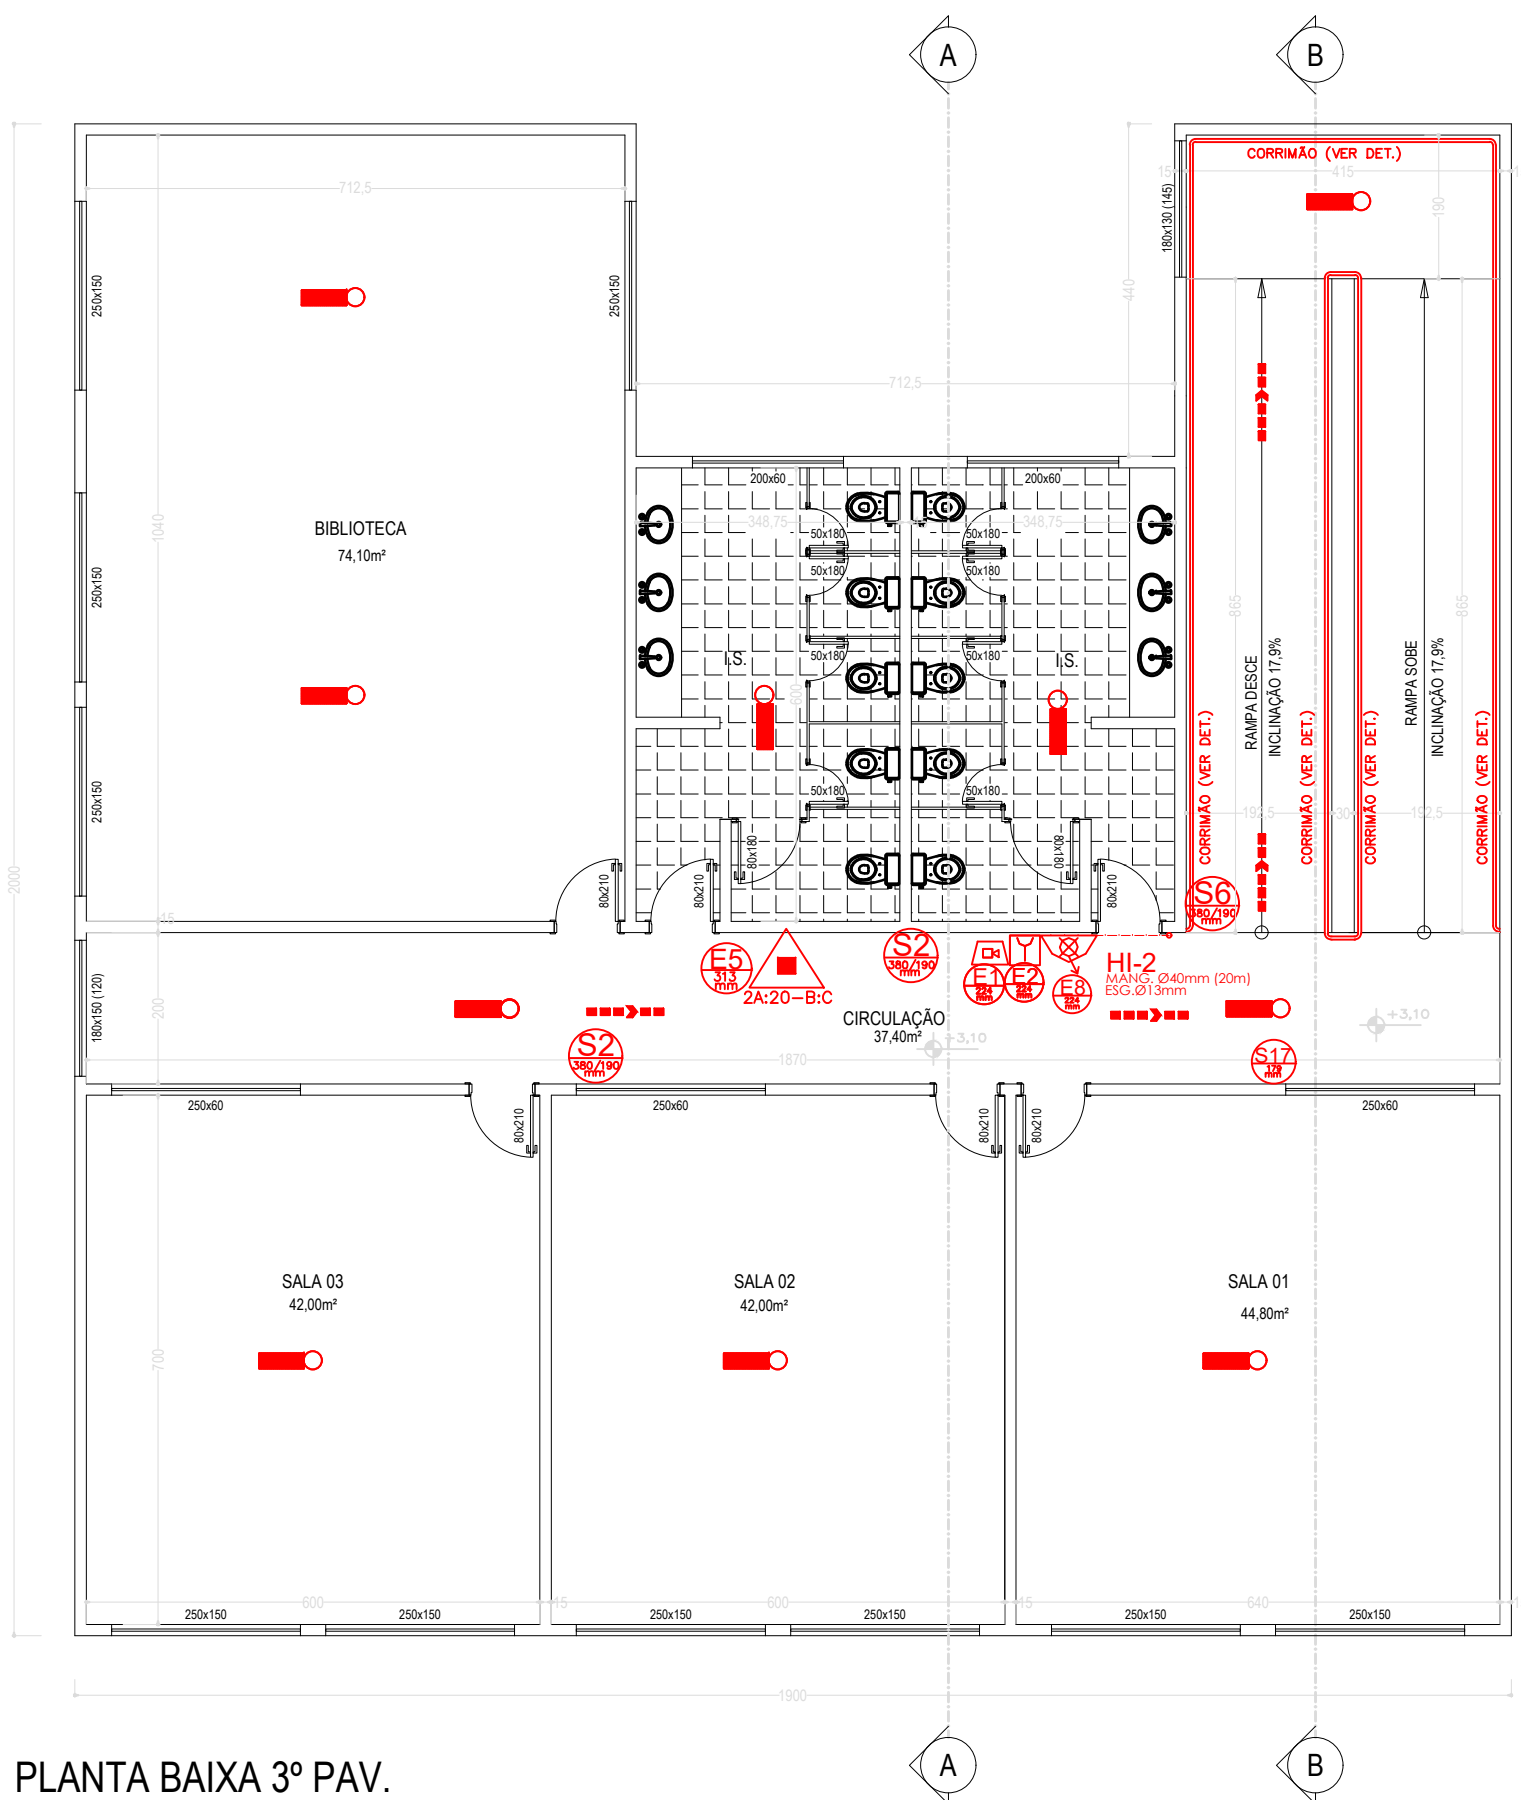 A
B
CORRIMÃO (VER DET.)
712,5
15
415
180x130 (145)
190
250x150
250x150
440
712,5
200x60
200x60
348,75
348,75
BIBLIOTECA
74,10m²
1040
50x180
50x180
50x180
50x180
250x150
865
865
I.S.
I.S.
50x180
50x180
600
RAMPA DESCE
INCLINAÇÃO 17,9%
RAMPA SOBE
INCLINAÇÃO 17,9%
CORRIMÃO (VER DET.)
CORRIMÃO (VER DET.)
CORRIMÃO (VER DET.)
CORRIMÃO (VER DET.)
250x150
50x180
50x180
192,5
30
192,5
80x180
80x180
2000
80x210
80x210
80x210
S6
380/190
mm
15
E5
313
mm
2A:20-B:C
S2
380/190
mm
E1
224
mm
E2
224
mm
E8
224
mm
HI-2
MANG. Ø40mm (20m)
ESG.Ø13mm
180x150 (120)
200
CIRCULAÇÃO
37,40m²
+3,10
+3,10
S2
380/190
mm
1870
S17
179
mm
250x60
250x60
250x60
80x210
80x210
80x210
SALA 03
42,00m²
SALA 02
42,00m²
SALA 01
44,80m²
700
600
15
600
15
640
250x150
250x150
250x150
250x150
250x150
250x150
1900
A
B
PLANTA BAIXA 3º PAV.